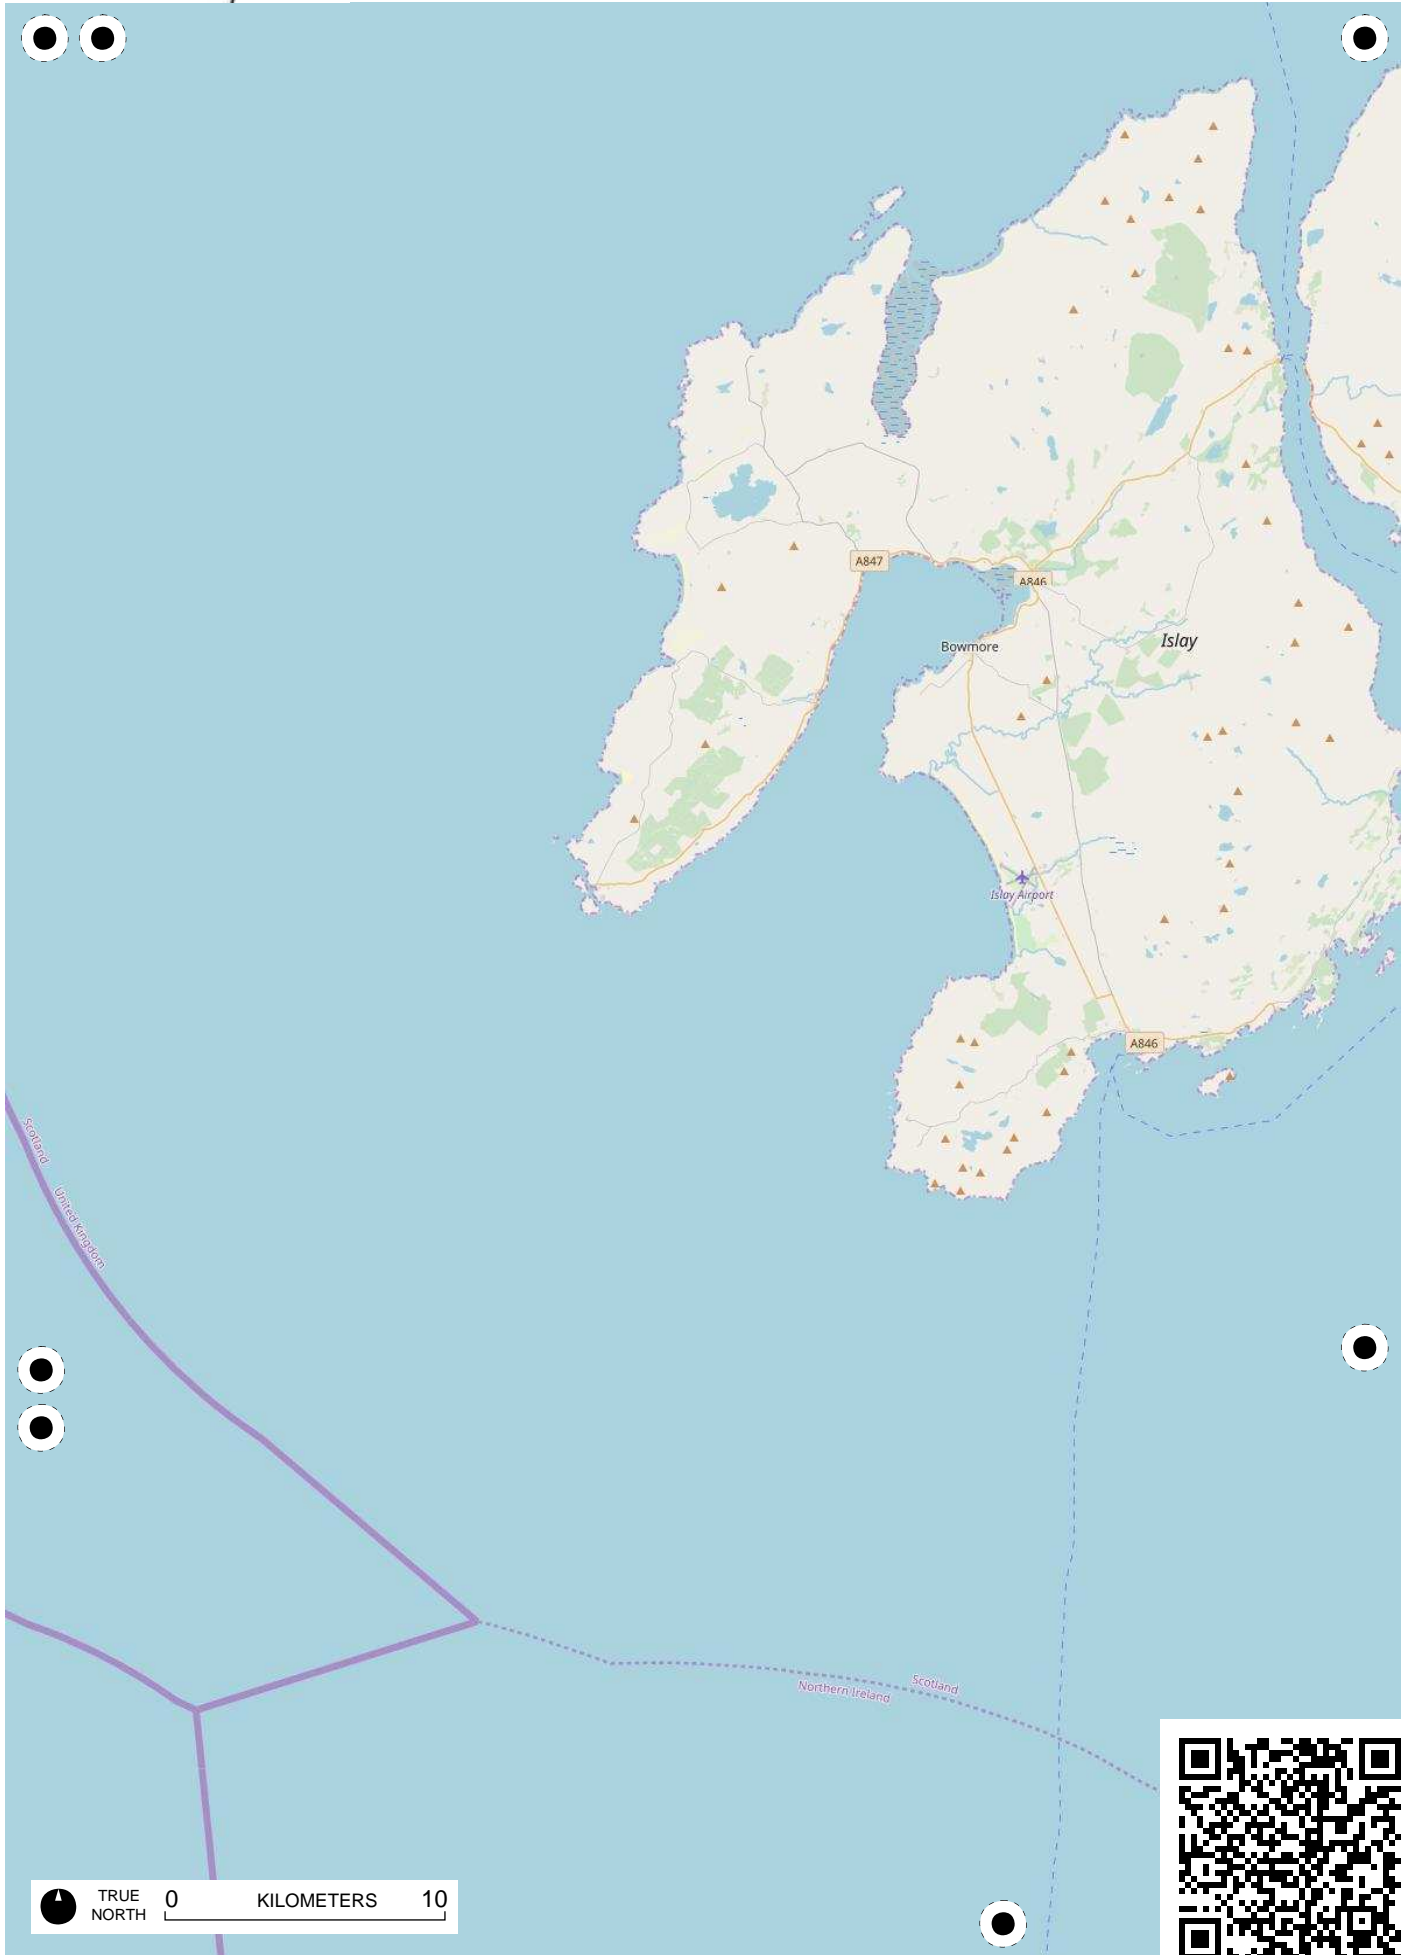 A847
A846
Islay
Bowmore
Islay Airport
A846
Scotland
United Kingdom
Scotland
Northern Ireland
TRUE
NORTH
0 KILOMETERS 10